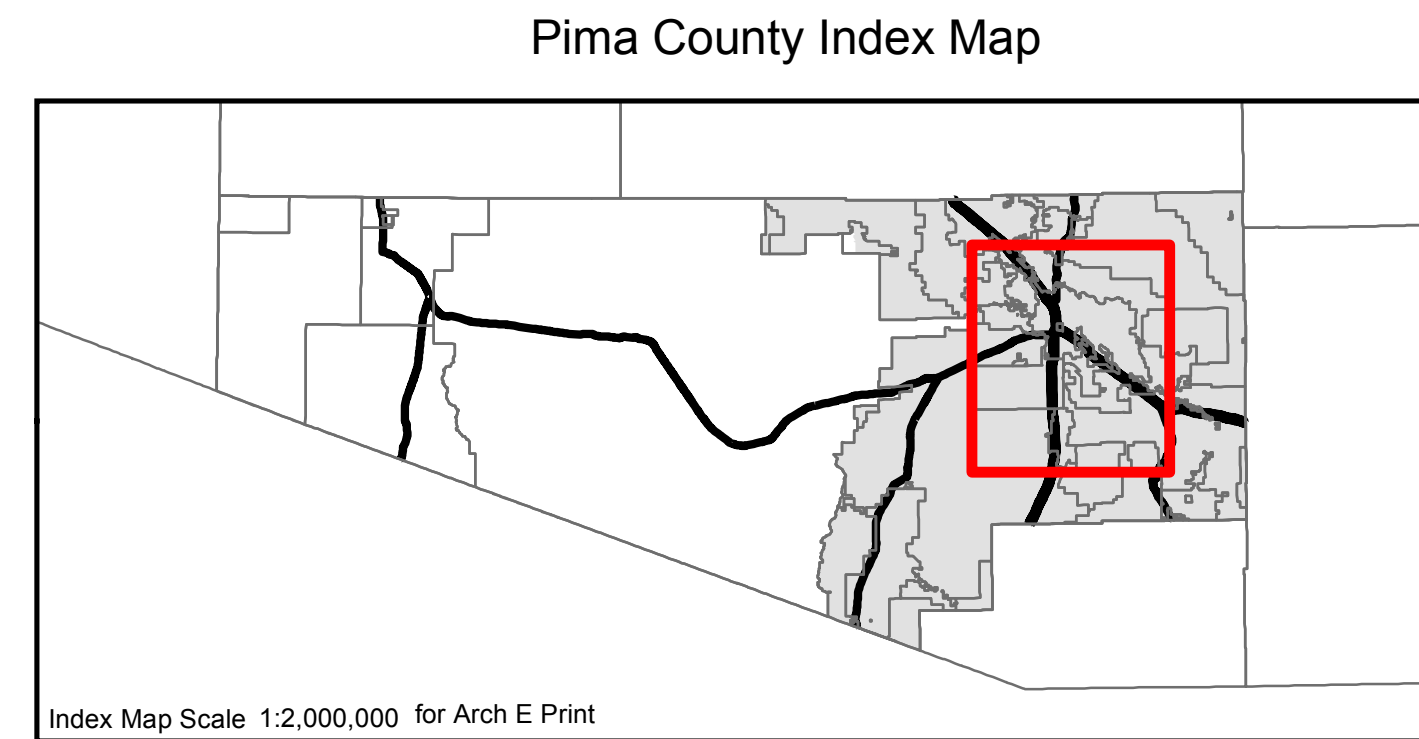 Pima County Index Map
Index Map Scale 1:2,000,000 for Arch E Print